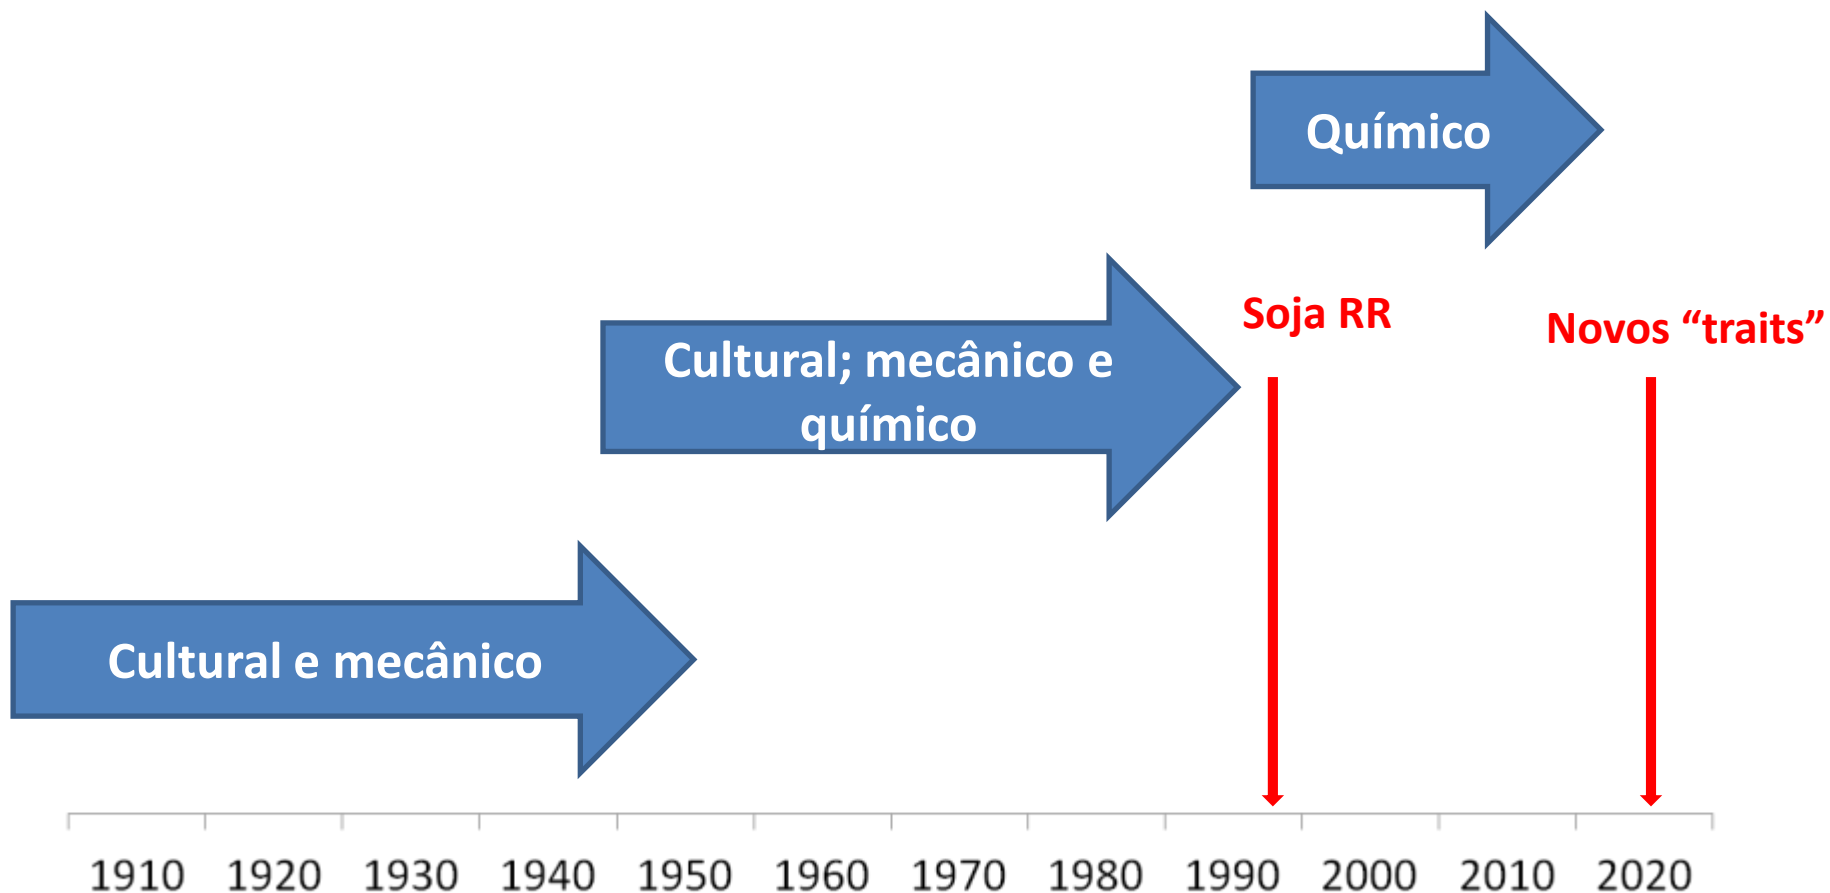 Químico
Soja RR
Novos “traits”
Cultural; mecânico e
químico
Cultural e mecânico
1910 1920 1930 1940 1950 1960 1970 1980 1990 2000 2010 2020